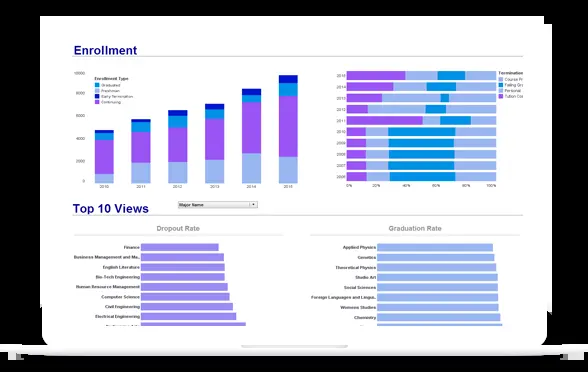 Enrollment
10000
8000
6000
4000
2000
0
Enrollment Type
Graduated
Freshmen
Early Termination
Continuing
2010 2011 2012 2013 2014 2015
2015
2014
2013
2012
2011
2010
2009
2008
2007
2006
0% 20% 40% 60% 80% 100%
Termination
Course Pr
Failing Gra
Personal
Tuition Co
Top 10 Views
Major Name
Dropout Rate
Finance
Business Management and Ma...
English Literature
Bio-Tech Engineering
Human Resource Management
Computer Science
Civil Engineering
Electrical Engineering
Graduation Rate
Applied Physics
Genetics
Theoretical Physics
Studio Art
Social Sciences
Foreign Languages and Lingui...
Womens Studies
Chemistry